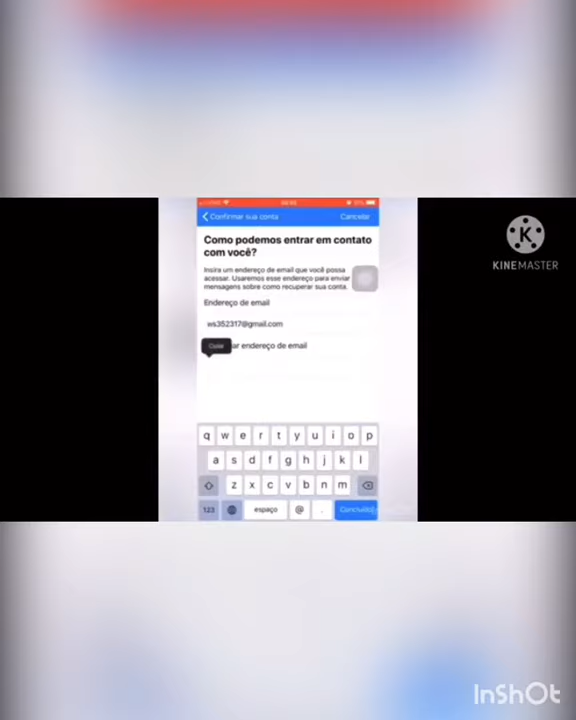 Confirmar sua conta
Cancelar
KINEMASTER
Como podemos entrar em contato
com você?
Insira um endereço de email que você possa
acessar. Usaremos esse endereço para enviar
mensagens sobre como recuperar sua conta.
Endereço de email
ws352317@gmail.com
Colar
ar endereço de email
q w e r t y u i o p
a s d f g h j k l
z x c v b n m
123 espaço @ . Concluído
InShOt